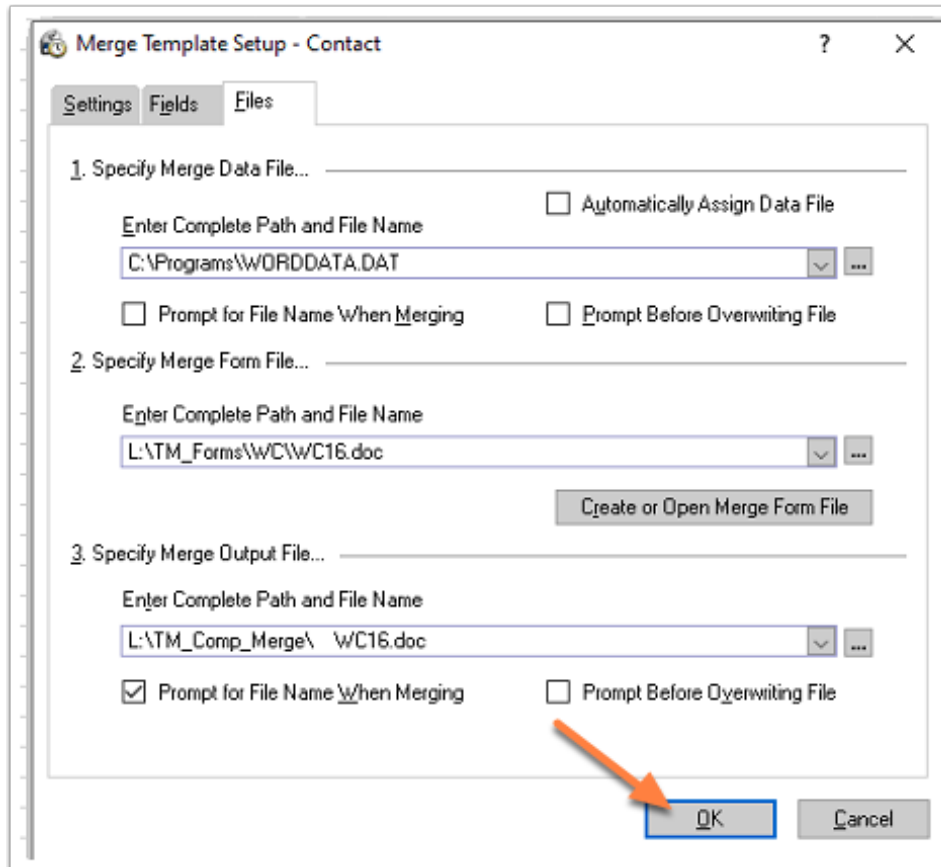 Merge Template Setup - Contact ? X
Settings Fields Files
1. Specify Merge Data File...
Automatically Assign Data File
Enter Complete Path and File Name
C:\Programs\WORDDATA.DAT ...
Prompt for File Name When Merging Prompt Before Overwriting File
2. Specify Merge Form File...
Enter Complete Path and File Name
L:\TM_Forms\WC\WC16.doc ...
Create or Open Merge Form File
3. Specify Merge Output File...
Enter Complete Path and File Name
L:\TM_Comp_Merge\ WC16.doc ...
Prompt for File Name When Merging Prompt Before Overwriting File
OK Cancel